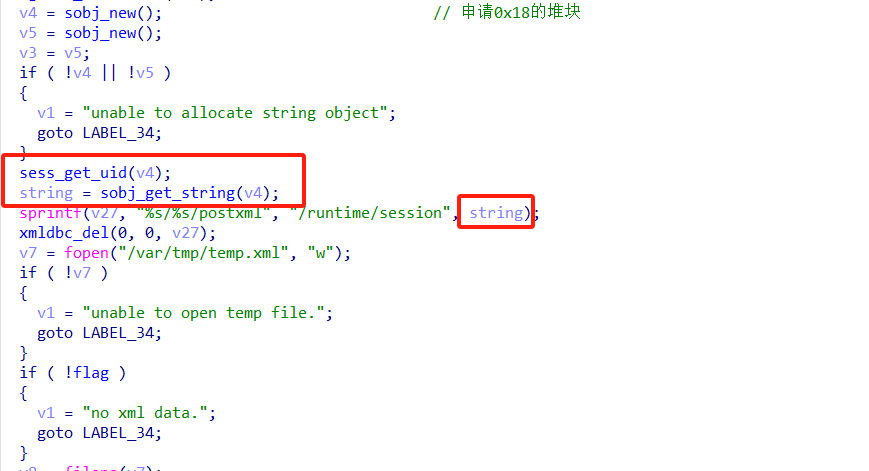 v4 = sobj_new(); // 申请0x18的堆块
v5 = sobj_new();
v3 = v5;
if ( !v4 || !v5 )
{
v1 = "unable to allocate string object";
goto LABEL_34;
}
sess_get_uid(v4);
string = sobj_get_string(v4);
sprintf(v27, "%s/%s/postxml", "/runtime/session", string);
xmldbc_del(0, 0, v27);
v7 = fopen("/var/tmp/temp.xml", "w");
if ( !v7 )
{
v1 = "unable to open temp file.";
goto LABEL_34;
}
if ( !flag )
{
v1 = "no xml data.";
goto LABEL_34;
}